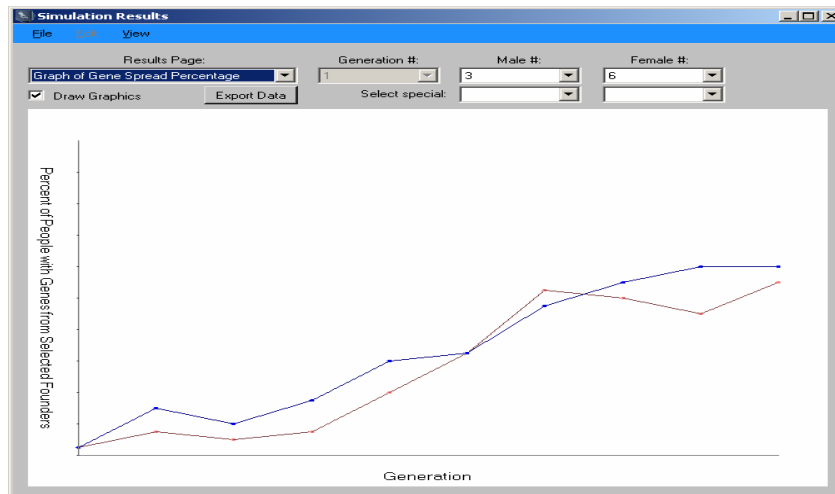 Simulation Results
File Edit View
Results Page: Generation #: Male #: Female #:
Graph of Gene Spread Percentage 1 3 6
Draw Graphics Export Data Select special:
Percent of People with Genes from Selected Founders
Generation